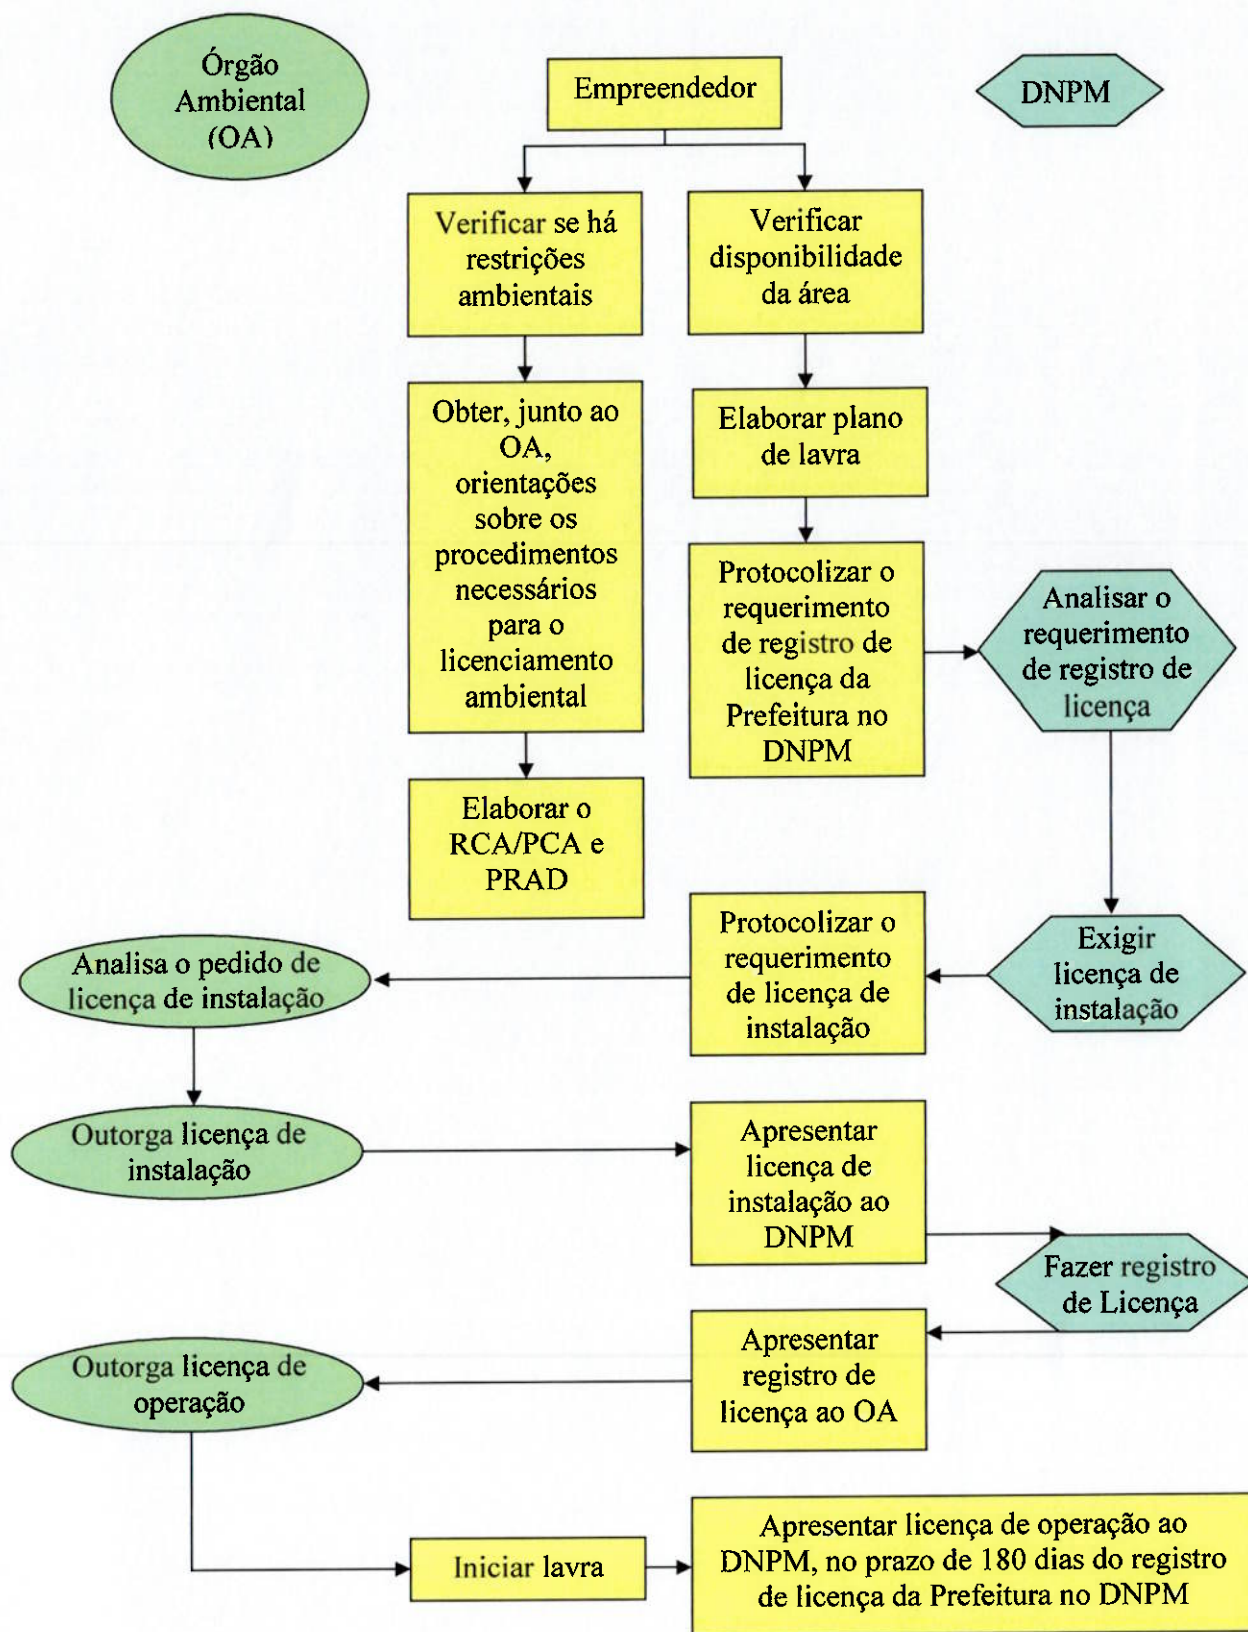 Órgão
Ambiental
(OA)
Empreendedor
DNPM
Verificar se há
restrições
ambientais
Verificar
disponibilidade
da área
Obter, junto ao
OA,
orientações
sobre os
procedimentos
necessários
para o
licenciamento
ambiental
Elaborar plano
de lavra
Protocolizar o
requerimento
de registro de
licença da
Prefeitura no
DNPM
Analisar o
requerimento
de registro de
licença
Elaborar o
RCA/PCA e
PRAD
Protocolizar o
requerimento
de licença de
instalação
Exigir
licença de
instalação
Analisa o pedido de
licença de instalação
Outorga licença de
instalação
Apresentar
licença de
instalação ao
DNPM
Fazer registro
de Licença
Apresentar
registro de
licença ao OA
Outorga licença de
operação
Iniciar lavra
Apresentar licença de operação ao
DNPM, no prazo de 180 dias do registro
de licença da Prefeitura no DNPM